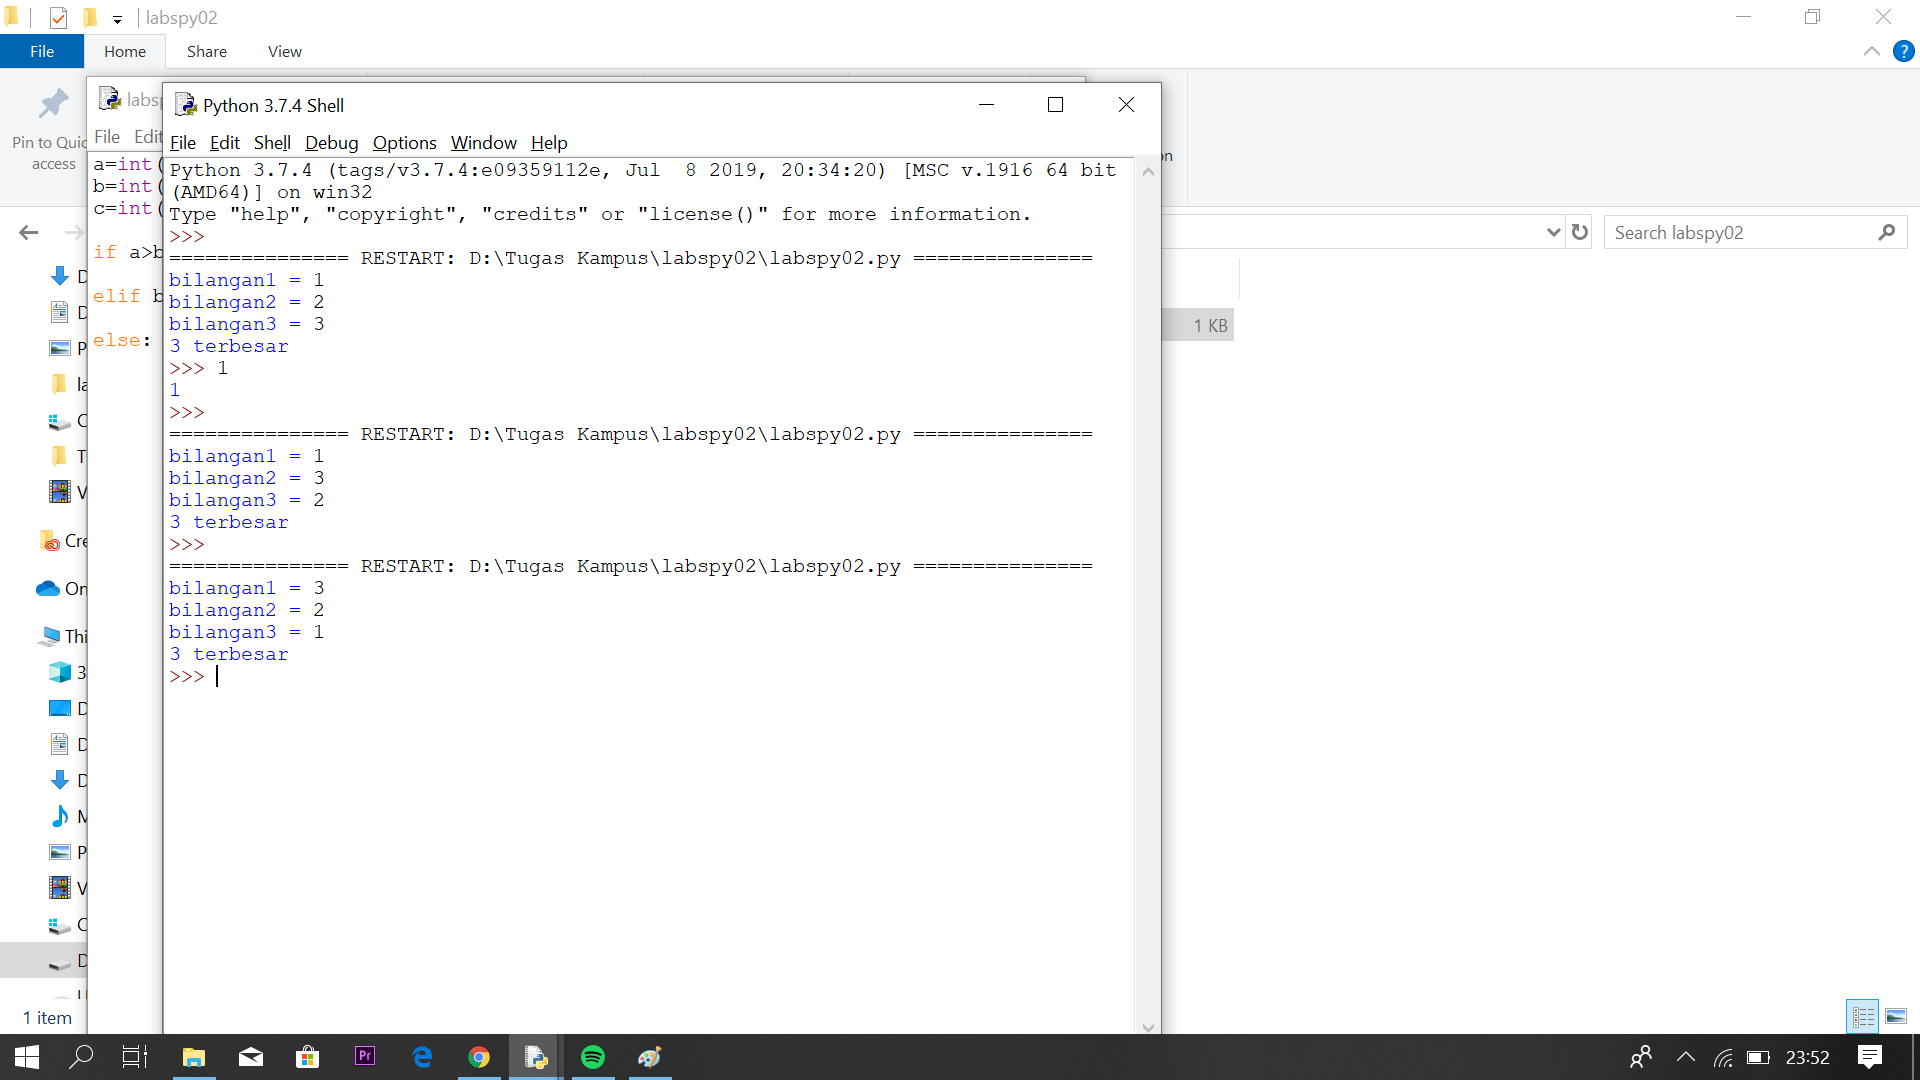 labspy02
File Home Share View
Pin to Quic
access
labsp
File Edit
a=int(
b=int(
c=int(
if a>b
elif b
else:
Python 3.7.4 Shell
File Edit Shell Debug Options Window Help
Python 3.7.4 (tags/v3.7.4:e09359112e, Jul  8 2019, 20:34:20) [MSC v.1916 64 bit
(AMD64)] on win32
Type "help", "copyright", "credits" or "license()" for more information.
>>>
=============== RESTART: D:\Tugas Kampus\labspy02\labspy02.py ===============
bilangan1 = 1
bilangan2 = 2
bilangan3 = 3
3 terbesar
>>> 1
1
>>>
=============== RESTART: D:\Tugas Kampus\labspy02\labspy02.py ===============
bilangan1 = 1
bilangan2 = 3
bilangan3 = 2
3 terbesar
>>>
=============== RESTART: D:\Tugas Kampus\labspy02\labspy02.py ===============
bilangan1 = 3
bilangan2 = 2
bilangan3 = 1
3 terbesar
>>>
on
Search labspy02
1 KB
D
D
P
la
C
T
V
Cre
On
Thi
3
D
D
D
M
P
V
C
D
1 item
Pr
23:52